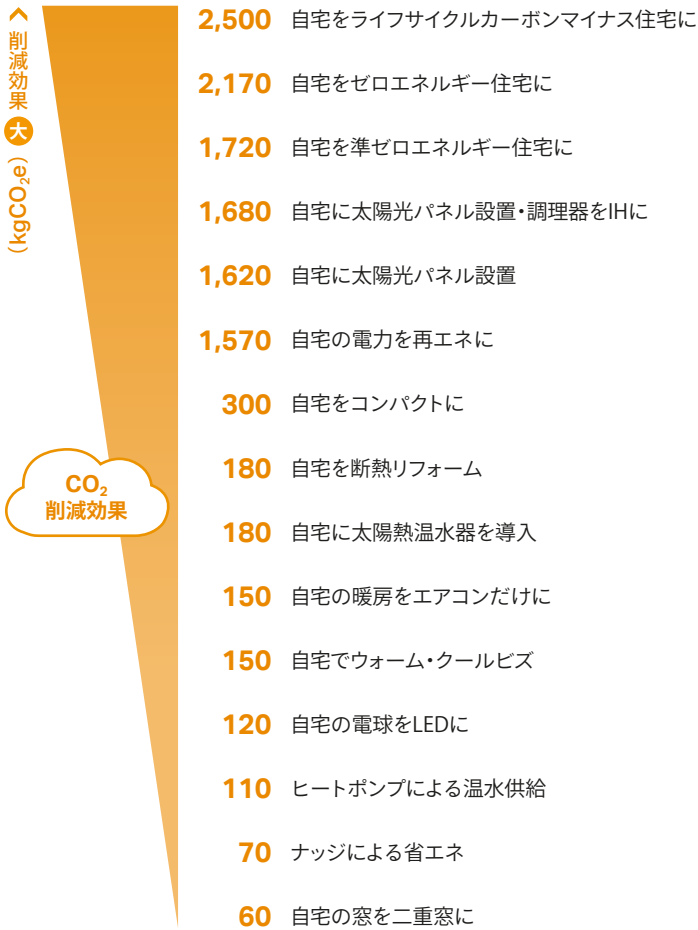 削減効果 大 (kgCO₂e)
2,500 自宅をライフサイクルカーボンマイナス住宅に
2,170 自宅をゼロエネルギー住宅に
1,720 自宅を準ゼロエネルギー住宅に
1,680 自宅に太陽光パネル設置・調理器をIHに
1,620 自宅に太陽光パネル設置
1,570 自宅の電力を再エネに
300 自宅をコンパクトに
CO₂
削減効果
180 自宅を断熱リフォーム
180 自宅に太陽熱温水器を導入
150 自宅の暖房をエアコンだけに
150 自宅でウォーム・クールビズ
120 自宅の電球をLEDに
110 ヒートポンプによる温水供給
70 ナッジによる省エネ
60 自宅の窓を二重窓に